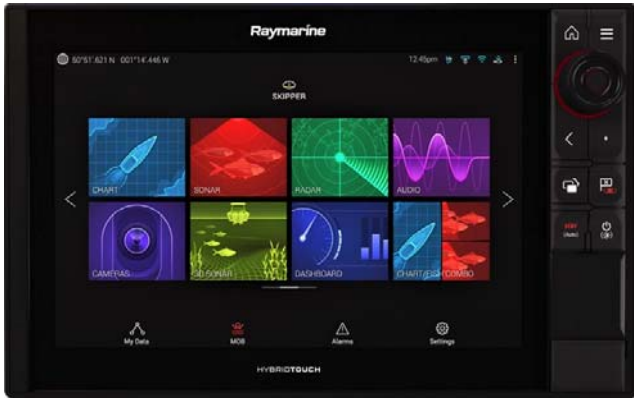 Raymarine
50°51'.621 N 001°14'.446 W
12:45pm
SKIPPER
CHART
SONAR
RADAR
AUDIO
CAMERAS
3D SONAR
DASHBOARD
CHART/FISH COMBO
My Data
MOB
Alarms
Settings
(Auto)
HYBRIDTOUCH